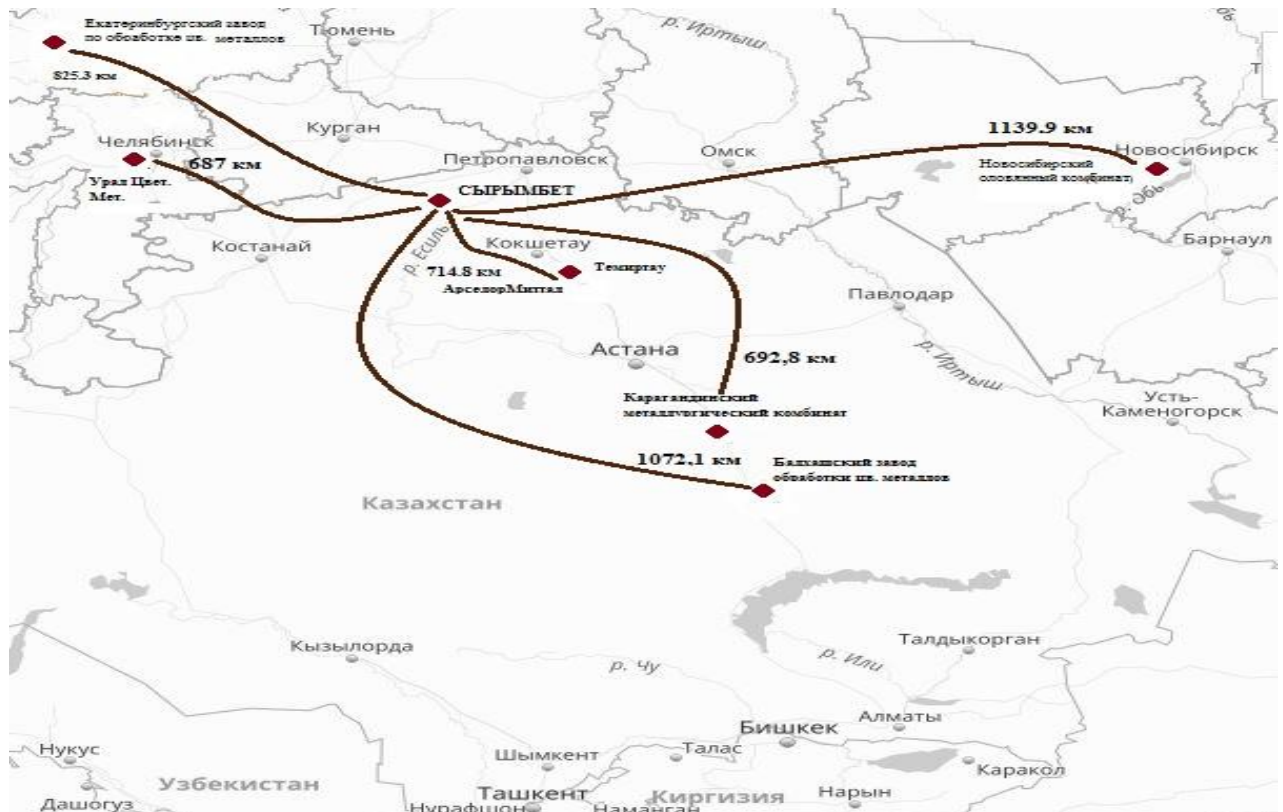 Екатеринбургский завод
по обработке цв. металлов
Тюмень
р. Иртыш
825.3 км
Курган
Челябинск
687 км
Петропавловск
Омск
1139.9 км
Новосибирск
Новосибирский
оловянный комбинат
р. Обь
Урал Цвет.
Мет.
СЫРЫМБЕТ
Костанай
р. Есиль
Кокшетау
Барнаул
714.8 км
АрселорМиттал
Темиртау
Павлодар
Астана
692,8 км
р. Иртыш
Карагандинский
металлургический комбинат
Усть-
Каменогорск
1072,1 км
Балхашский завод
обработки цв. металлов
Казахстан
Кызылорда
р. Чу
р. Или
Талдыкорган
Бишкек
Алматы
Нукус
Шымкент
Талас
Каракол
Узбекистан
Ташкент
Киргизия
Нарын
Дашогуз
Нурафшон
Наманган